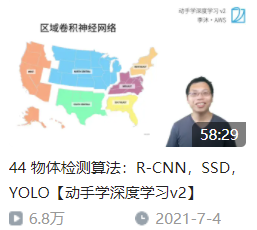 动手学深度学习 v2
李沐 · AWS
区域卷积神经网络
58:29
44 物体检测算法：R-CNN，SSD，
YOLO【动手学深度学习v2】
6.8万
2021-7-4